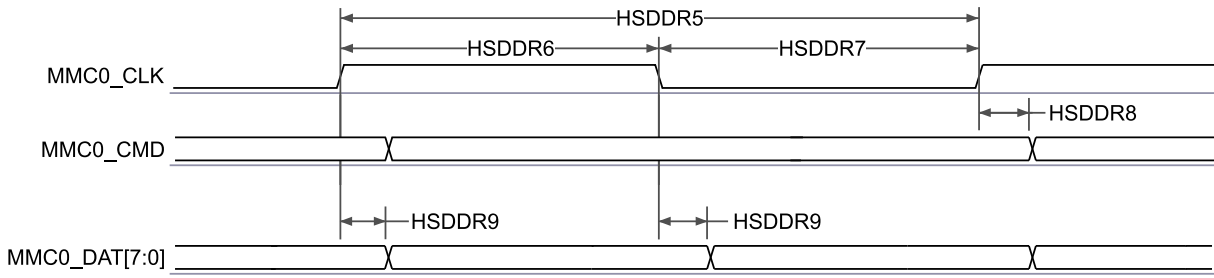 HSDDR5
HSDDR6
HSDDR7
MMC0_CLK
HSDDR8
MMC0_CMD
HSDDR9
HSDDR9
MMC0_DAT[7:0]